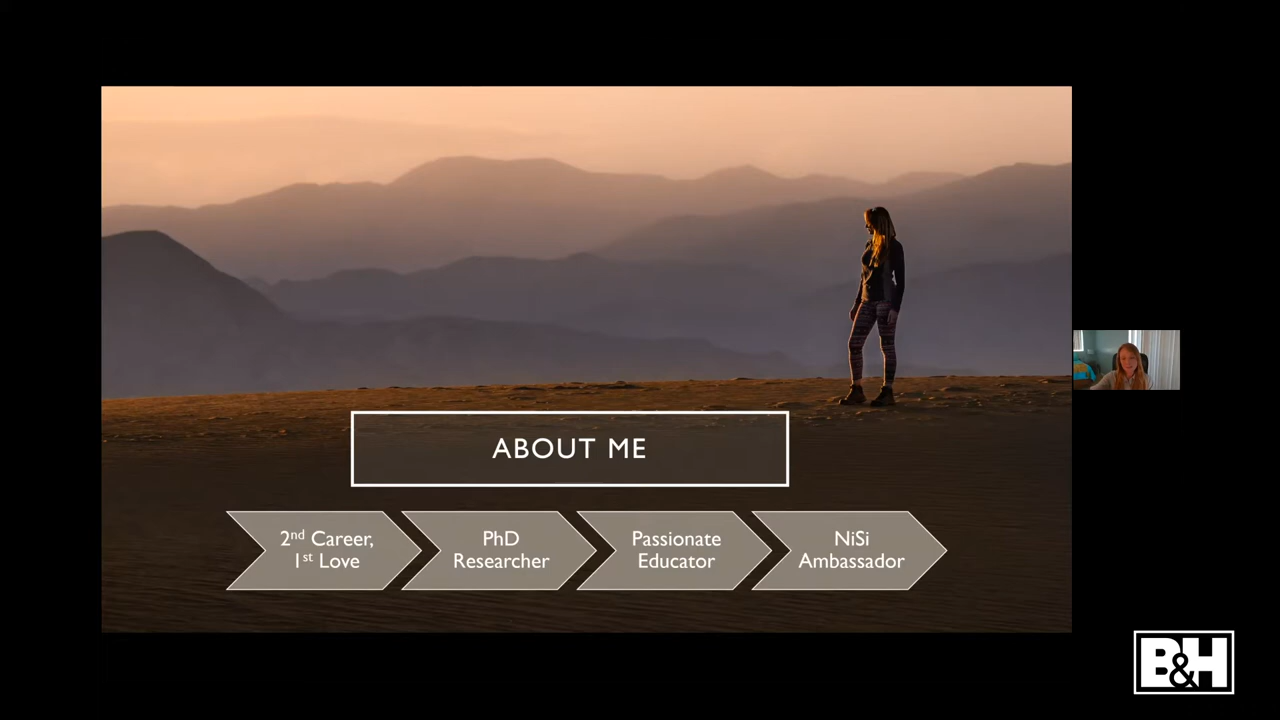 ABOUT ME
2nd Career,
1st Love
PhD
Researcher
Passionate
Educator
NiSi
Ambassador
B&H